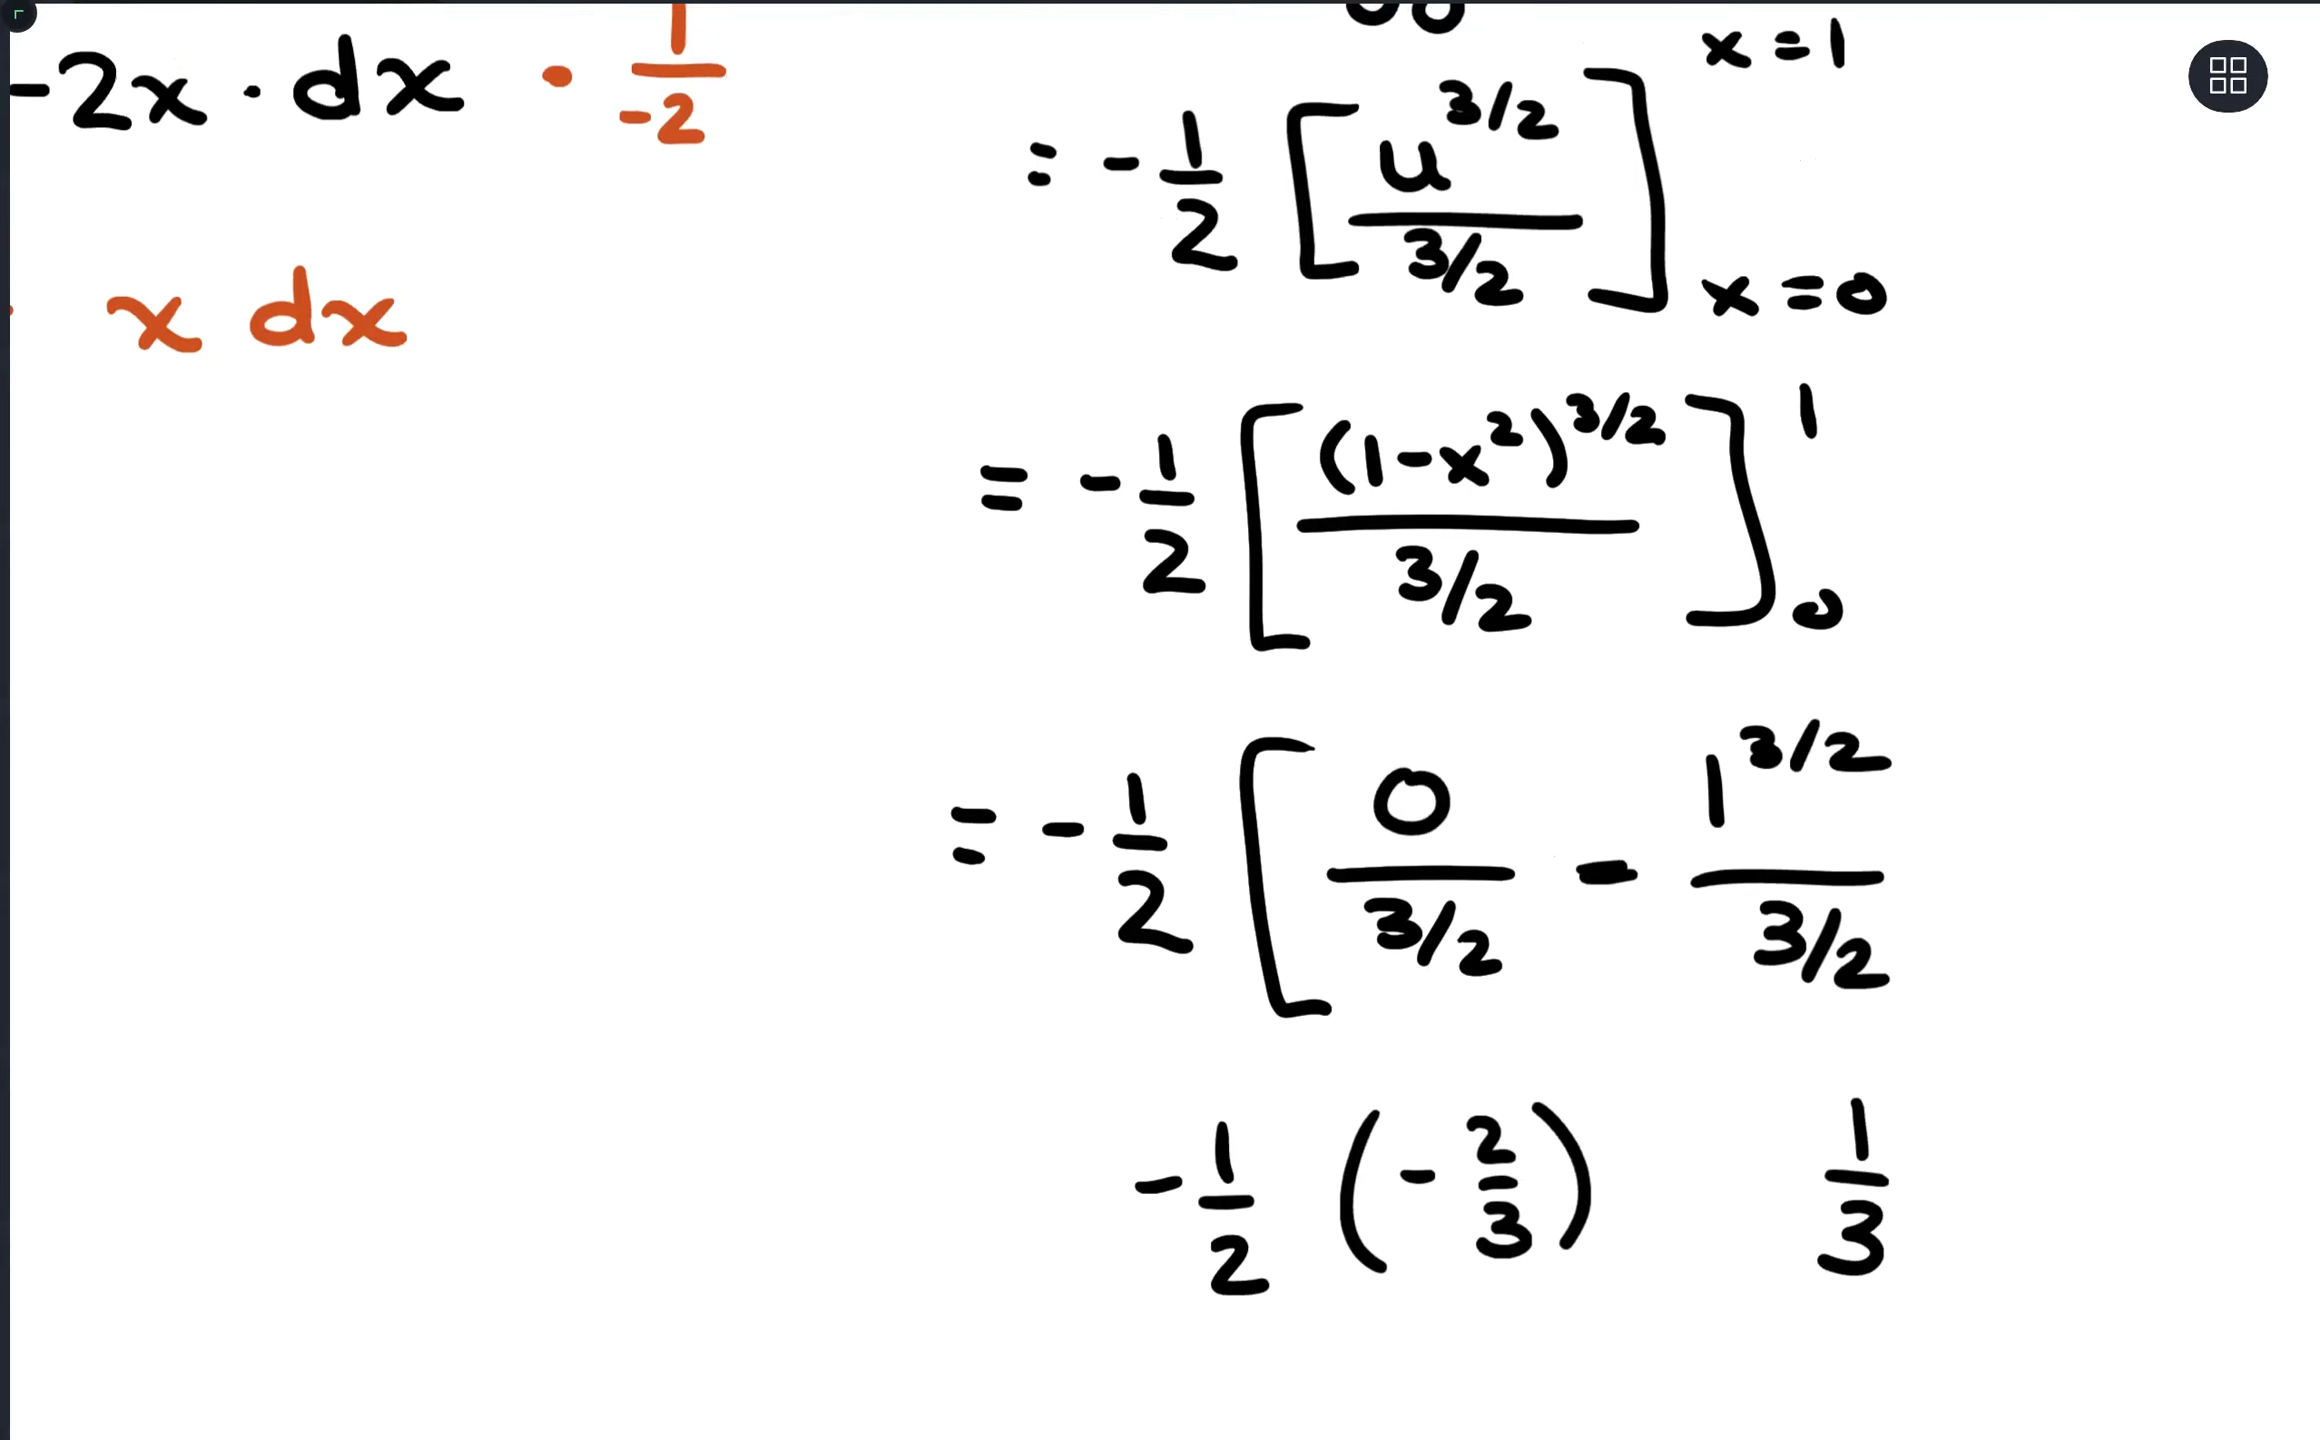 -2x · dx · 1/-2
x dx
x = 1
= - 1/2 [ u^3/2 / 3/2 ]
x = 0
= - 1/2 [ (1-x^2)^3/2 / 3/2 ] 1 0
= - 1/2 [ 0 / 3/2 - 1^3/2 / 3/2
- 1/2 ( - 2/3 ) 1/3